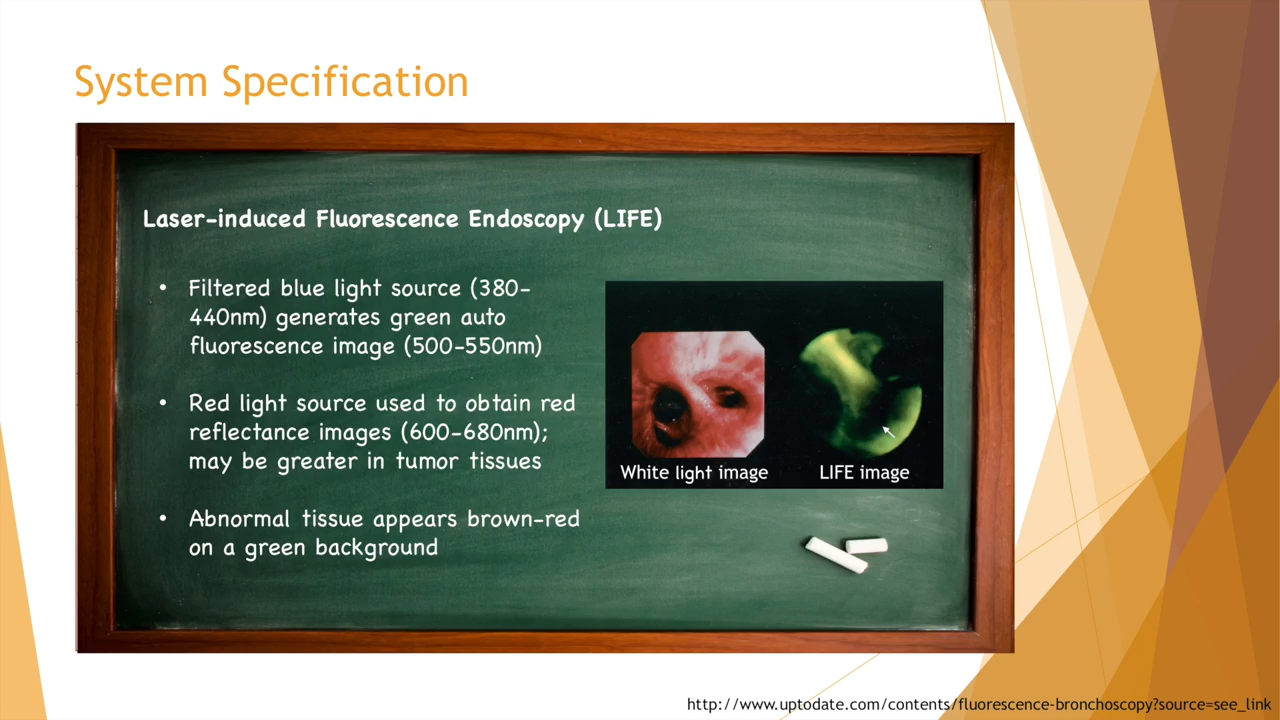 System Specification
Laser-induced Fluorescence Endoscopy (LIFE)
• Filtered blue light source (380-
440nm) generates green auto
fluorescence image (500-550nm)
• Red light source used to obtain red
reflectance images (600-680nm);
may be greater in tumor tissues
• Abnormal tissue appears brown-red
on a green background
White light image
LIFE image
http://www.uptodate.com/contents/fluorescence-bronchoscopy?source=see_link